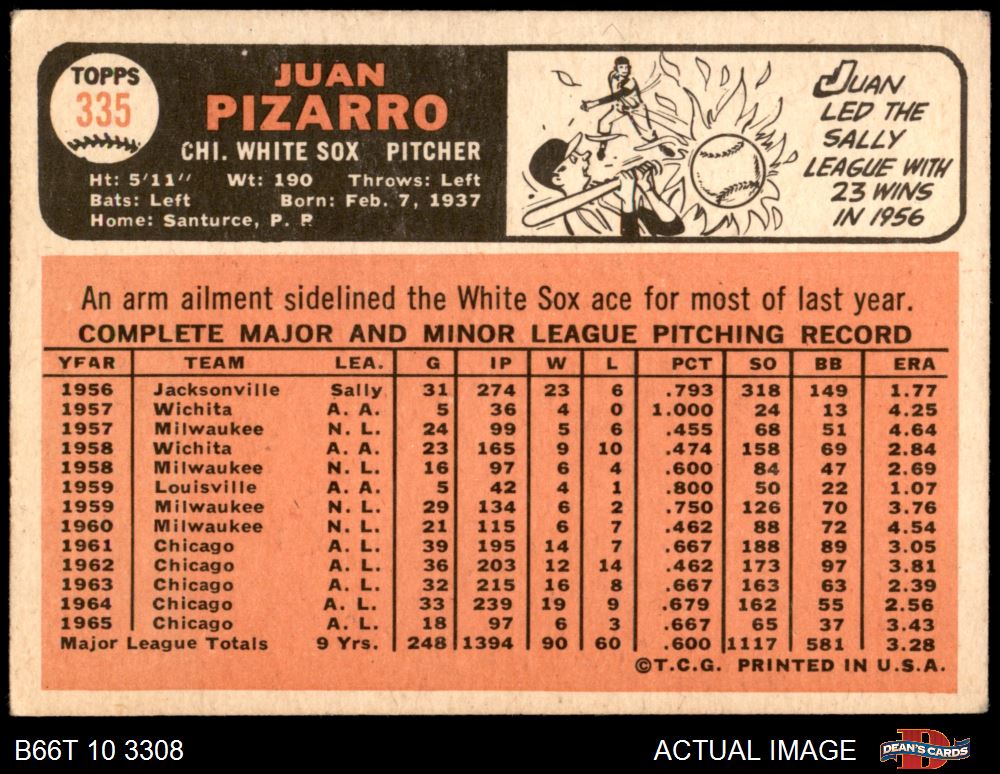 TOPPS
335
JUAN
PIZARRO
CHI. WHITE SOX PITCHER
Ht: 5'11" Wt: 190 Throws: Left
Bats: Left Born: Feb. 7, 1937
Home: Santurce, P. R
JUAN
LED THE
SALLY
LEAGUE WITH
23 WINS
IN 1956
An arm ailment sidelined the White Sox ace for most of last year.
COMPLETE MAJOR AND MINOR LEAGUE PITCHING RECORD
YEAR TEAM LEA. G IP W L PCT SO BB ERA
1956 Jacksonville Sally 31 274 23 6 .793 318 149 1.77
1957 Wichita A. A. 5 36 4 0 1.000 24 13 4.25
1957 Milwaukee N. L. 24 99 5 6 .455 68 51 4.64
1958 Wichita A. A. 23 165 9 10 .474 158 69 2.84
1958 Milwaukee N. L. 16 97 6 4 .600 84 47 2.69
1959 Louisville A. A. 5 42 4 1 .800 50 22 1.07
1959 Milwaukee N. L. 29 134 6 2 .750 126 70 3.76
1960 Milwaukee N. L. 21 115 6 7 .462 88 72 4.54
1961 Chicago A. L. 39 195 14 7 .667 188 89 3.05
1962 Chicago A. L. 36 203 12 14 .462 173 97 3.81
1963 Chicago A. L. 32 215 16 8 .667 163 63 2.39
1964 Chicago A. L. 33 239 19 9 .679 162 55 2.56
1965 Chicago A. L. 18 97 6 3 .667 65 37 3.43
Major League Totals 9 Yrs. 248 1394 90 60 .600 1117 581 3.28
©T.C.G. PRINTED IN U.S.A.
B66T 10 3308
ACTUAL IMAGE
DEAN'S CARDS